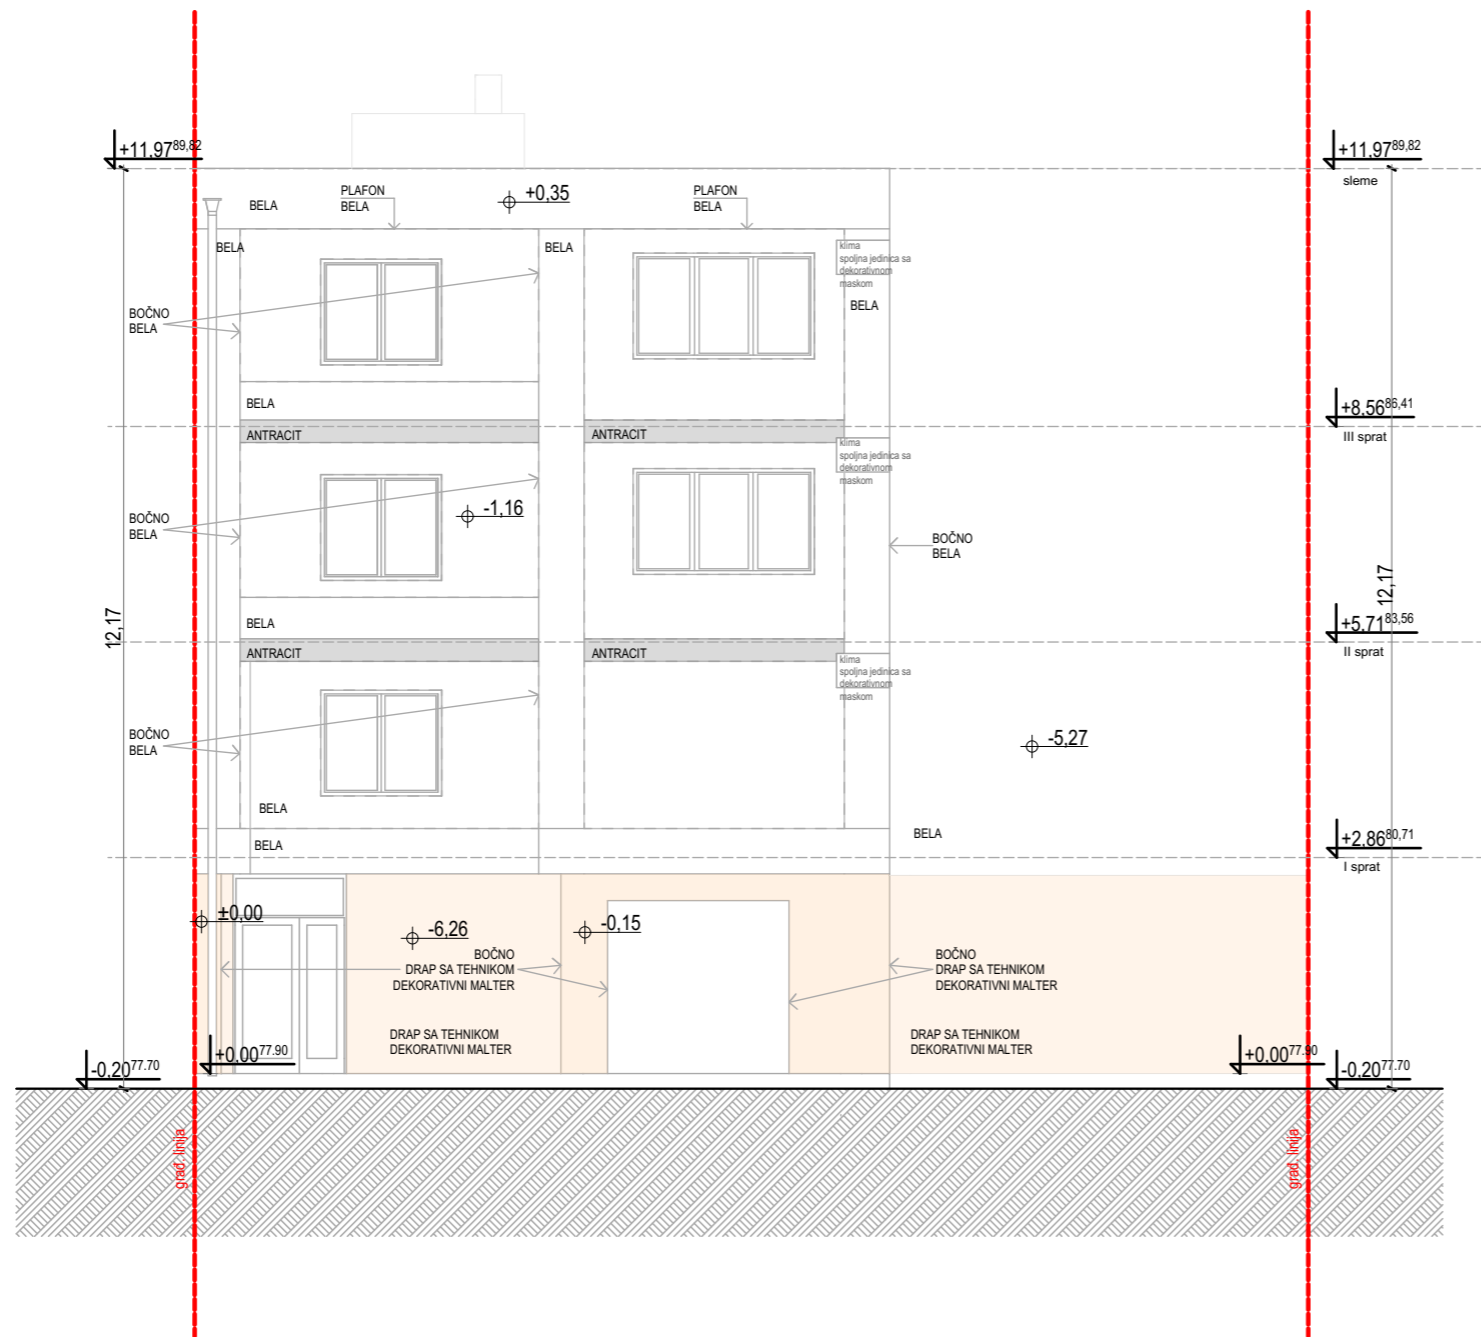 +11,97 89,82
+11,97 89,82
sleme
PLAFON
BELA
+0,35
PLAFON
BELA
BELA
BELA
BELA
klima
spoljna jedinica sa
dekorativnom
maskom
BELA
BOČNO
BELA
BELA
+8,56 86,41
III sprat
ANTRACIT
ANTRACIT
klima
spoljna jedinica sa
dekorativnom
maskom
-1,16
BOČNO
BELA
BOČNO
BELA
12,17
12,17
BELA
+5,71 83,56
II sprat
ANTRACIT
ANTRACIT
klima
spoljna jedinica sa
dekorativnom
maskom
BOČNO
BELA
-5,27
BELA
BELA
BELA
+2,86 80,71
I sprat
±0,00
-6,26
-0,15
BOČNO
DRAP SA TEHNIKOM
DEKORATIVNI MALTER
BOČNO
DRAP SA TEHNIKOM
DEKORATIVNI MALTER
DRAP SA TEHNIKOM
DEKORATIVNI MALTER
DRAP SA TEHNIKOM
DEKORATIVNI MALTER
+0,00 77.90
+0,00 77.90
-0,20 77.70
-0,20 77.70
građ. linija
građ. linija